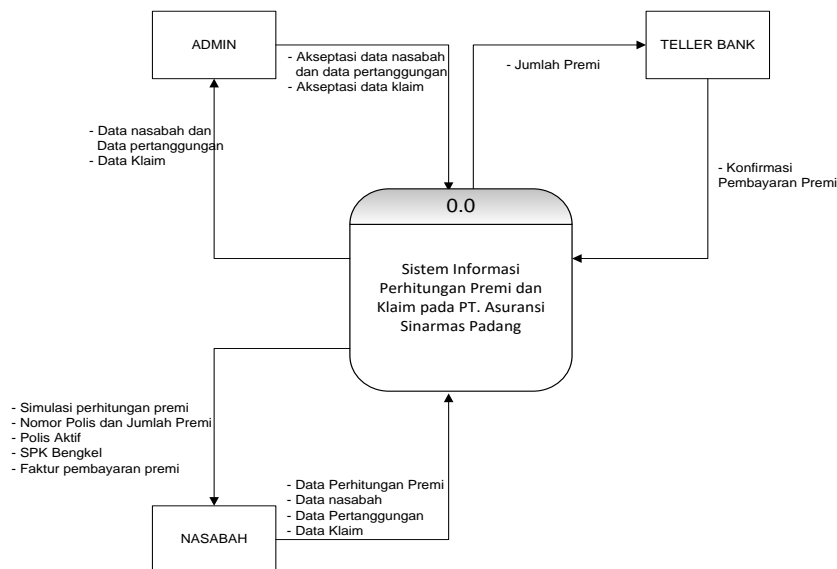 ADMIN
TELLER BANK
- Akseptasi data nasabah
dan data pertanggungan
- Akseptasi data klaim
- Jumlah Premi
- Data nasabah dan
Data pertanggungan
- Data Klaim
- Konfirmasi
Pembayaran Premi
0.0
Sistem Informasi
Perhitungan Premi dan
Klaim pada PT. Asuransi
Sinarmas Padang
- Simulasi perhitungan premi
- Nomor Polis dan Jumlah Premi
- Polis Aktif
- SPK Bengkel
- Faktur pembayaran premi
- Data Perhitungan Premi
- Data nasabah
- Data Pertanggungan
- Data Klaim
NASABAH